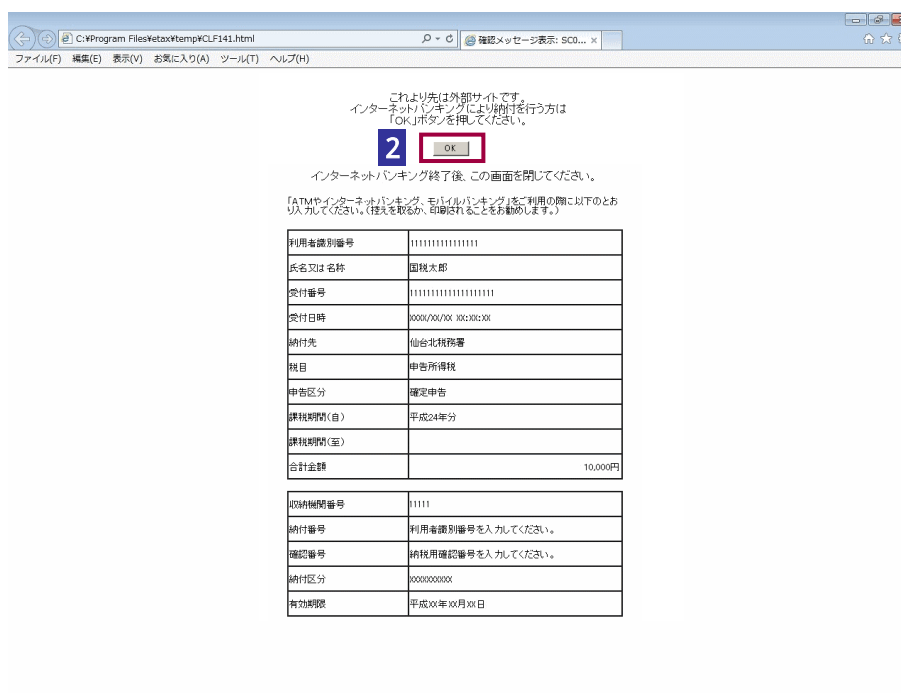 C:¥Program Files¥etax¥temp¥CLF141.html
確認メッセージ表示: SC0... ×
ファイル(F) 編集(E) 表示(V) お気に入り(A) ツール(T) ヘルプ(H)
これより先は外部サイトです。
インターネットバンキングにより納付を行う方は
「OK」ボタンを押してください。
2
OK
インターネットバンキング終了後、この画面を閉じてください。
「ATMやインターネットバンキング、モバイルバンキング」をご利用の際に以下のとお
り入力してください。(控えを取るか、印刷されることをお勧めします。)
利用者識別番号 1111111111111111
氏名又は名称 国税太郎
受付番号 11111111111111111111
受付日時 XXXX/XX/XX XX:XX:XX
納付先 仙台北税務署
税目 申告所得税
申告区分 確定申告
課税期間(自) 平成24年分
課税期間(至)
合計金額 10,000円
収納機関番号 11111
納付番号 利用者識別番号を入力してください。
確認番号 納税用確認番号を入力してください。
納付区分 XXXXXXXXXX
有効期限 平成XX年XX月XX日